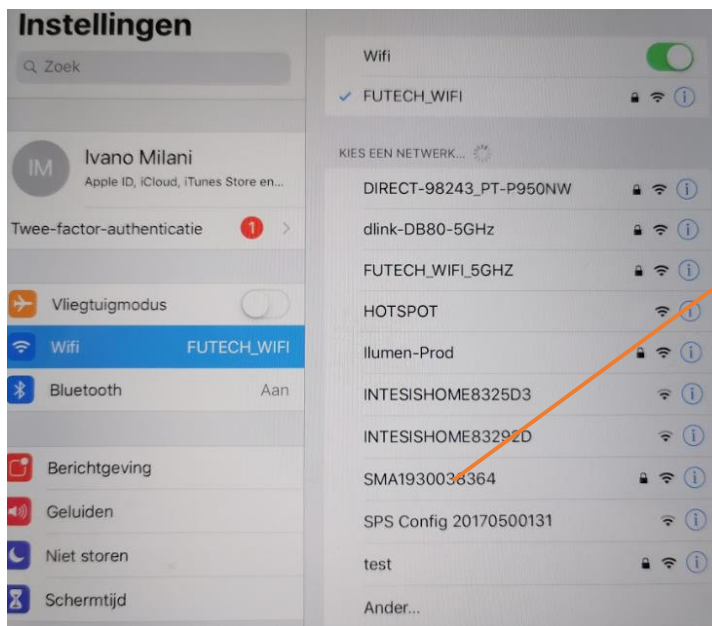 Instellingen
Zoek
IM
Ivano Milani
Apple ID, iCloud, iTunes Store en...
Twee-factor-authenticatie 1
Vliegtuigmodus
Wifi FUTECH_WIFI
Bluetooth Aan
Berichtgeving
Geluiden
Niet storen
Schermtijd
Wifi
FUTECH_WIFI
KIES EEN NETWERK...
DIRECT-98243_PT-P950NW
dlink-DB80-5GHz
FUTECH_WIFI_5GHZ
HOTSPOT
Ilumen-Prod
INTESISHOME8325D3
INTESISHOME83292D
SMA1930038364
SPS Config 20170500131
test
Ander...